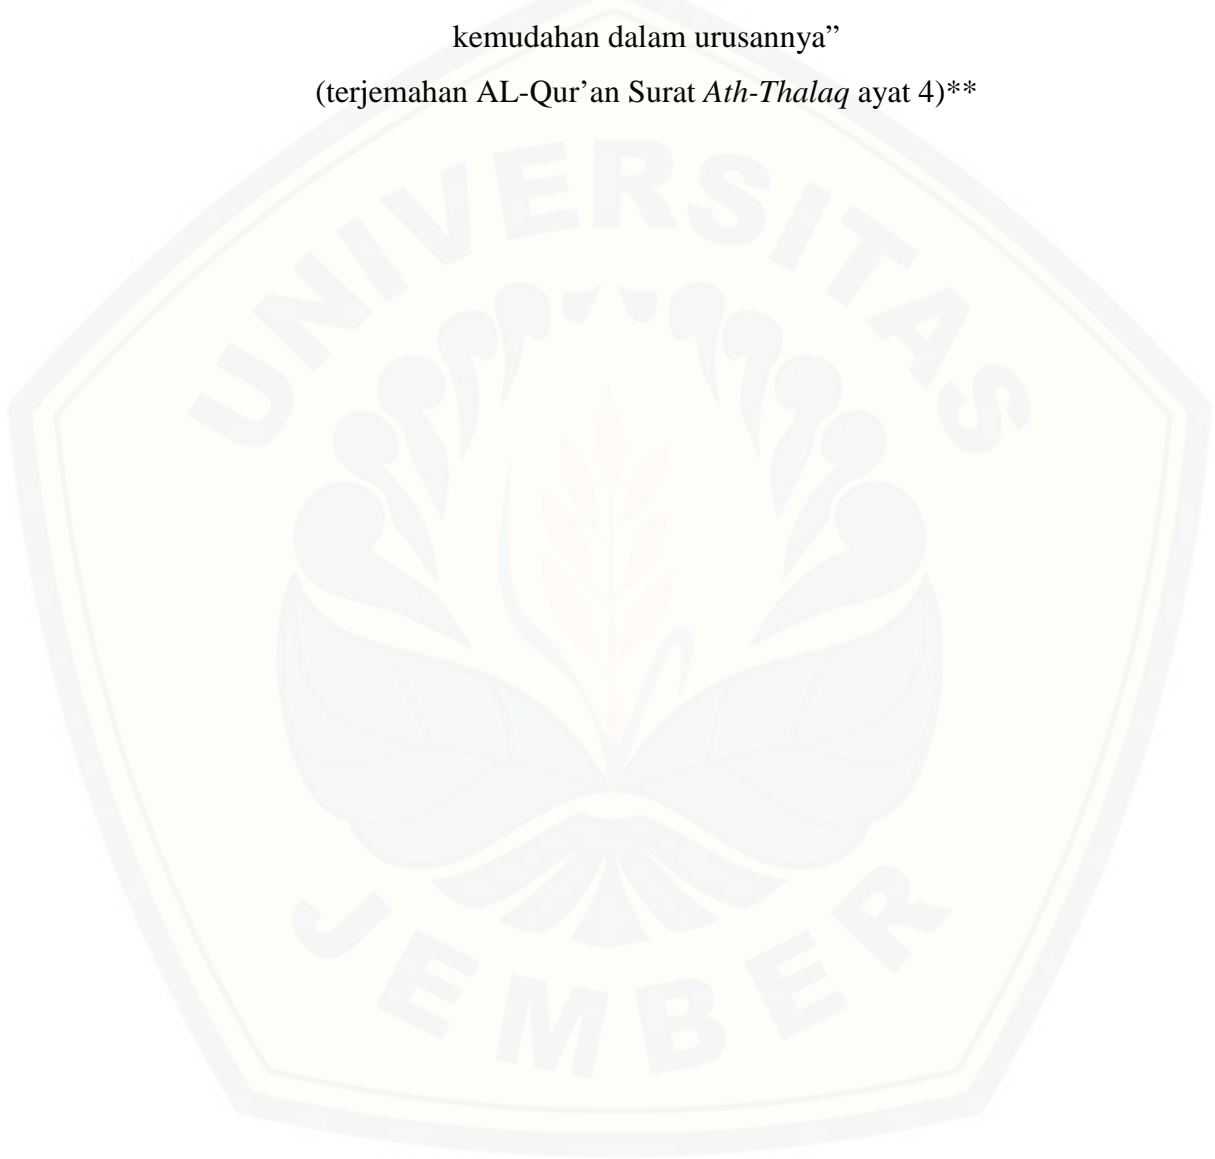 kemudahan dalam urusannya”
(terjemahan AL-Qur’an Surat Ath-Thalaq ayat 4)**
UNIVERSITAS
JEMBER